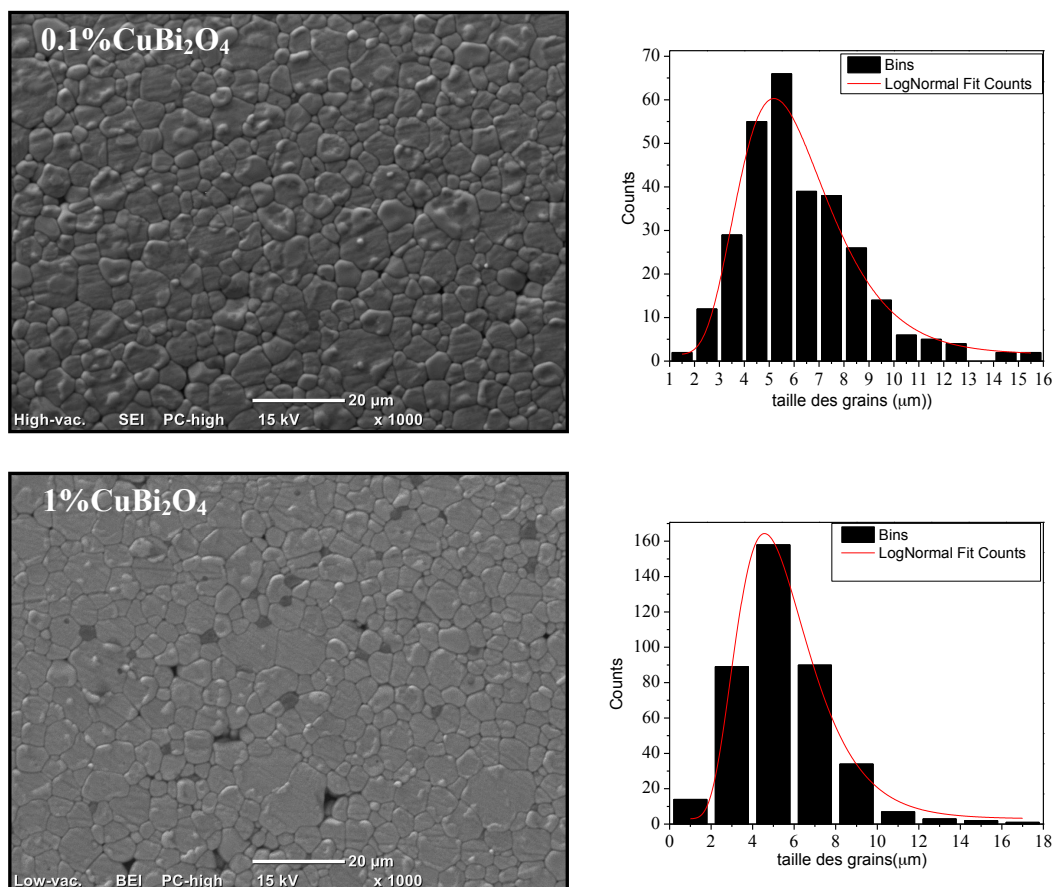 0.1%CuBi₂O₄
20 µm
High-vac. SEI PC-high 15 kV x 1000
70
60
50
40
30
20
10
0
Counts
Bins
LogNormal Fit Counts
1 2 3 4 5 6 7 8 9 10 11 12 13 14 15 16
taille des grains (µm))
1%CuBi₂O₄
20 µm
Low-vac. BEI PC-high 15 kV x 1000
160
140
120
100
80
60
40
20
0
Counts
Bins
LogNormal Fit Counts
0 2 4 6 8 10 12 14 16 18
taille des grains(µm)